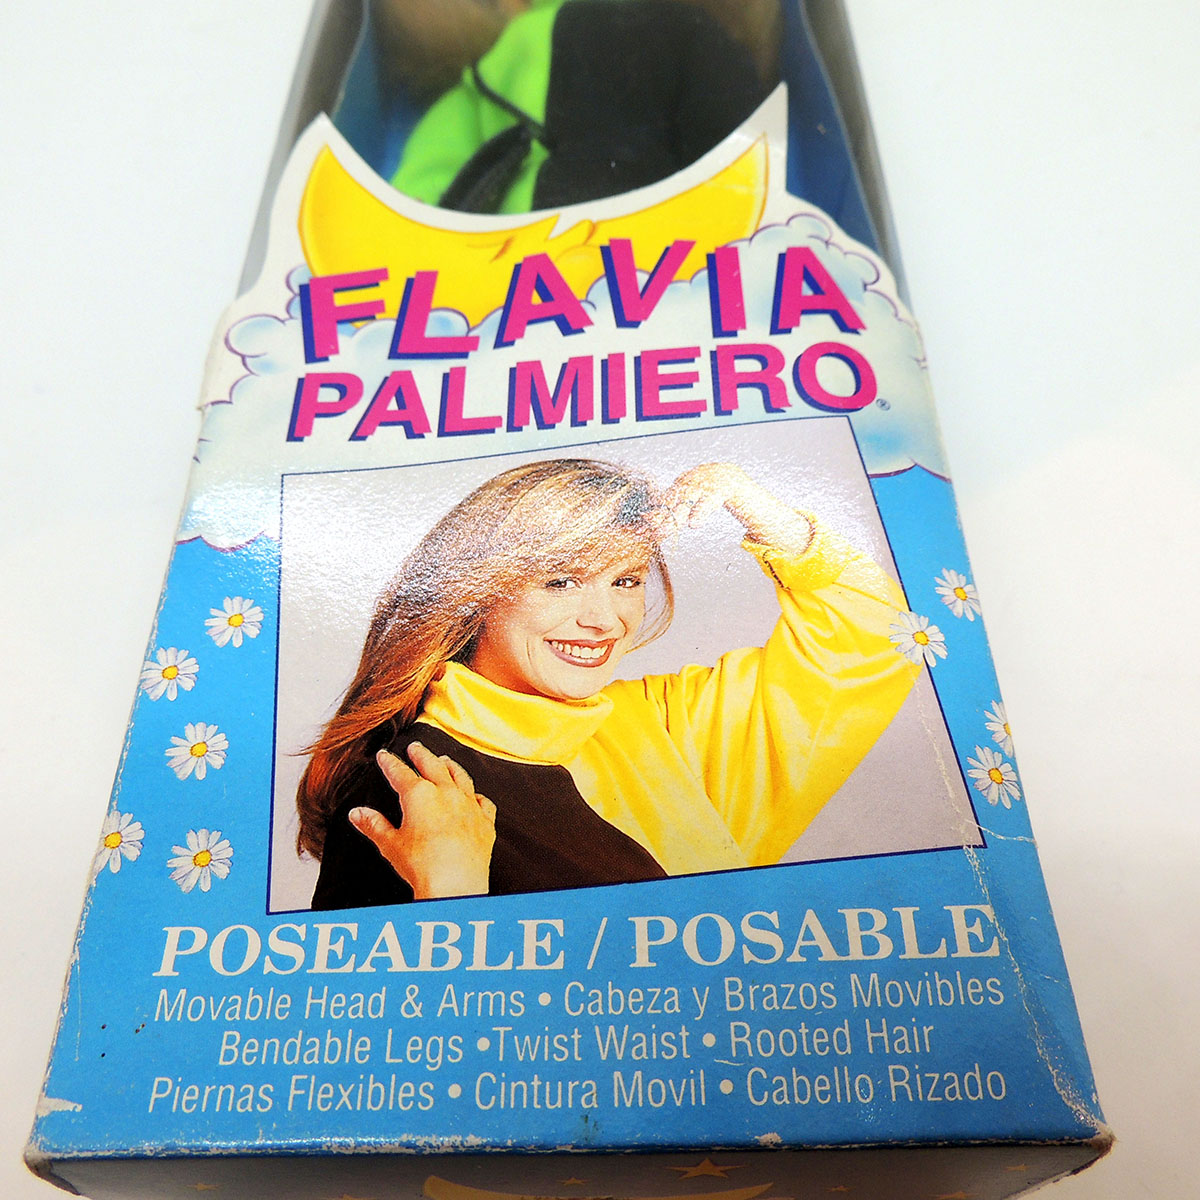 FLAVIA
PALMIERO®
POSEABLE / POSABLE
Movable Head & Arms • Cabeza y Brazos Movibles
Bendable Legs •Twist Waist • Rooted Hair
Piernas Flexibles • Cintura Movil • Cabello Rizado